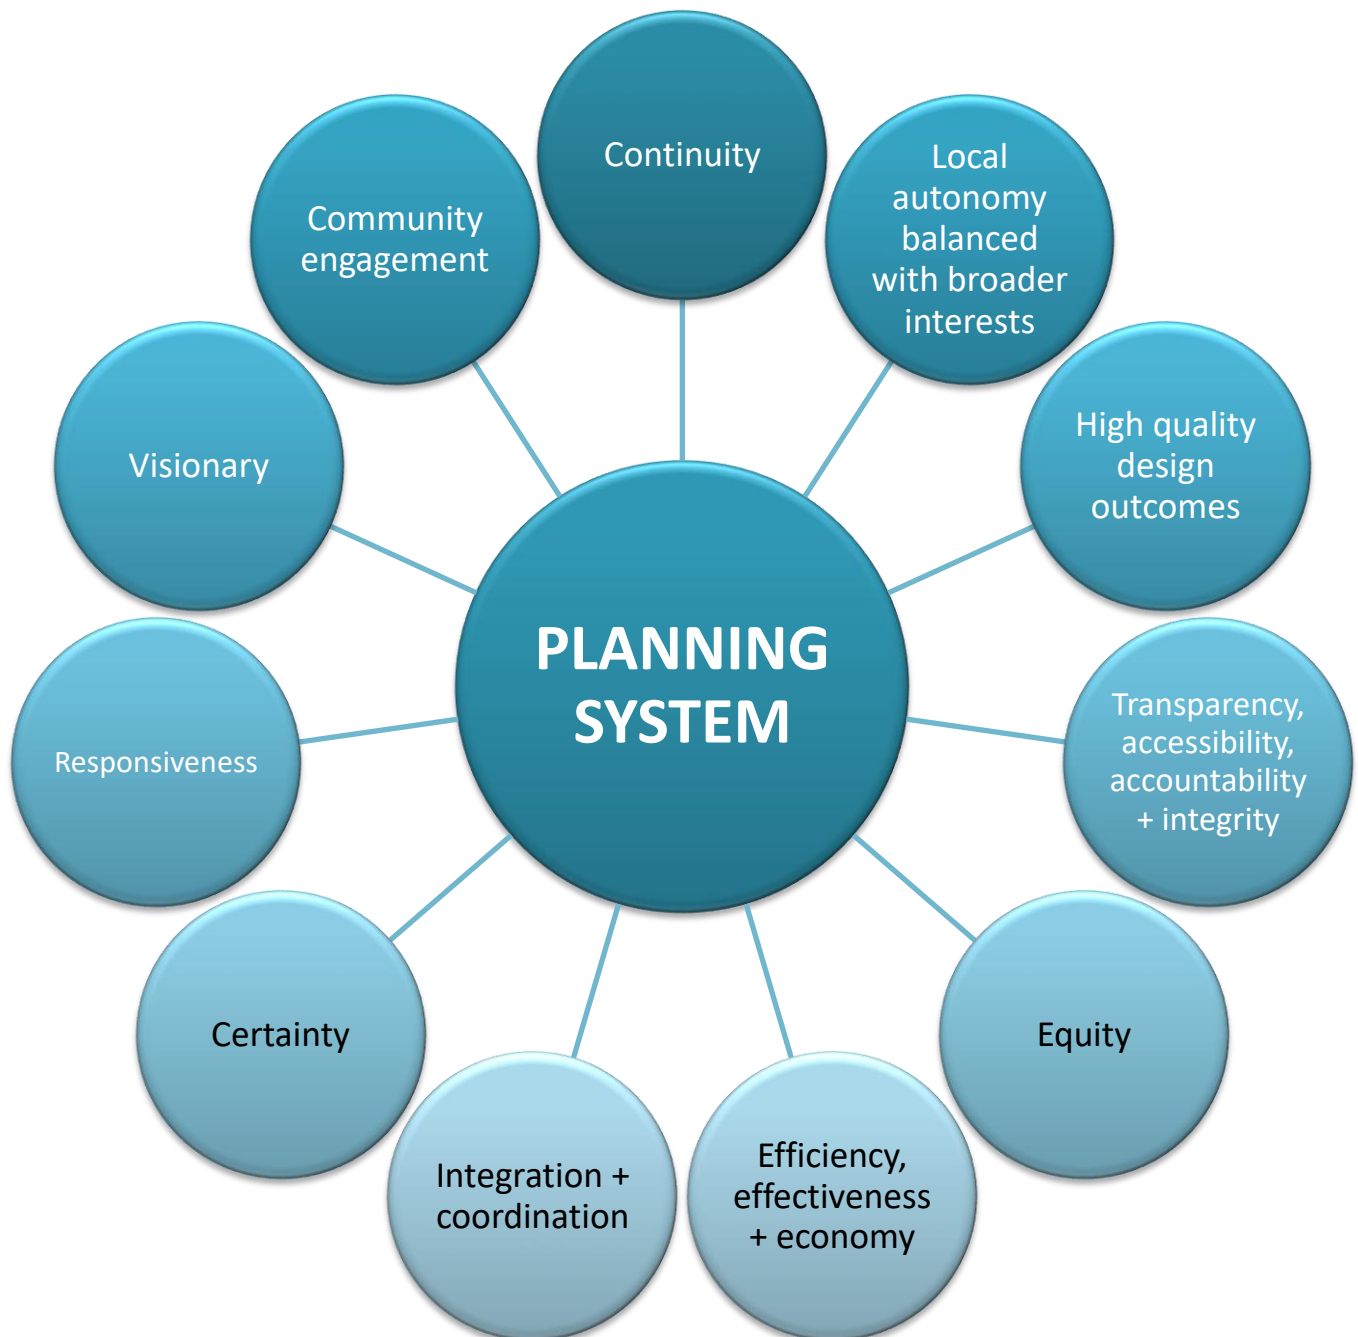 Continuity
Local
autonomy
balanced
with broader
interests
High quality
design
outcomes
Transparency,
accessibility,
accountability
+ integrity
Equity
Efficiency,
effectiveness
+ economy
Integration +
coordination
Certainty
Responsiveness
Visionary
Community
engagement
PLANNING
SYSTEM